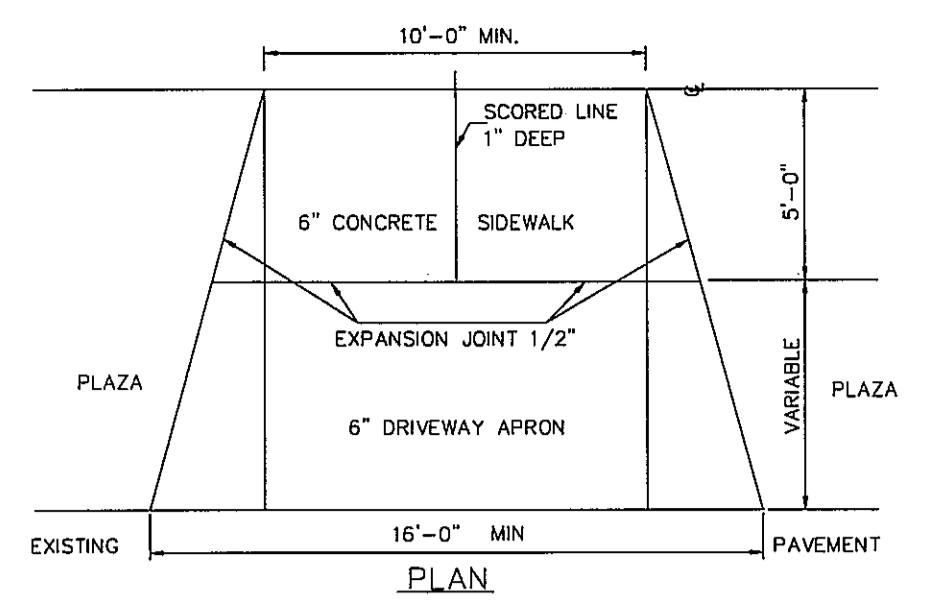 10'-0" MIN.
SCORED LINE
1" DEEP
5'-0"
6" CONCRETE SIDEWALK
EXPANSION JOINT 1/2"
PLAZA
VARIABLE
PLAZA
6" DRIVEWAY APRON
EXISTING
16'-0" MIN
PAVEMENT
PLAN